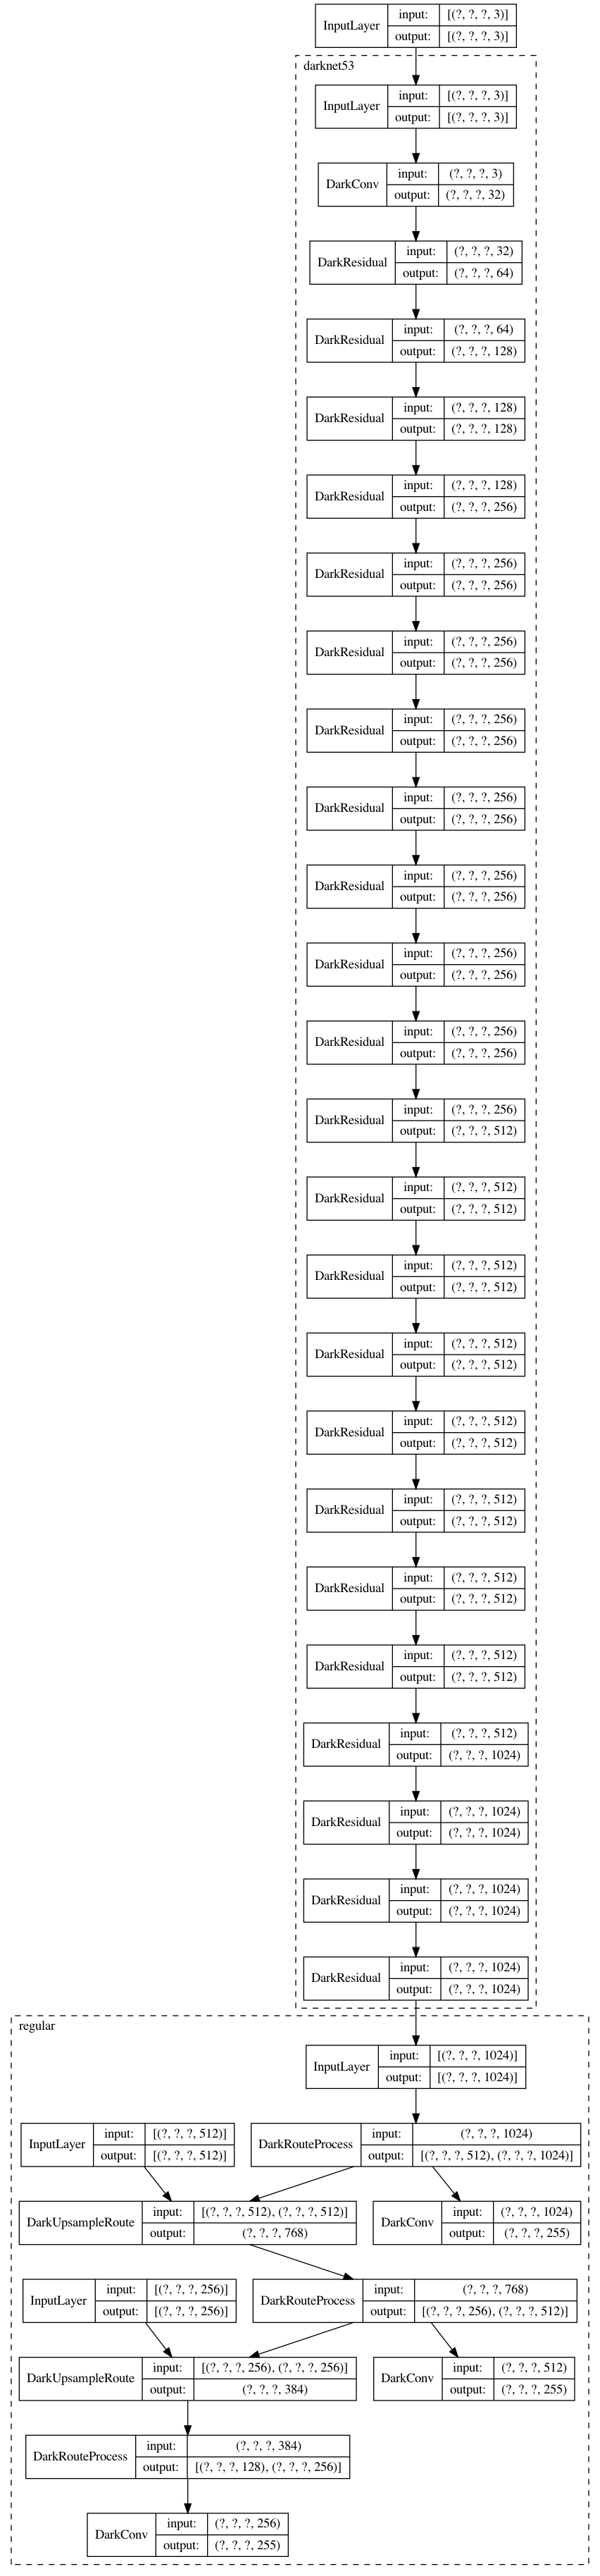 InputLayer
input: [(?, ?, ?, 3)]
output: [(?, ?, ?, 3)]
darknet53
InputLayer
input: [(?, ?, ?, 3)]
output: [(?, ?, ?, 3)]
DarkConv
input: (?, ?, ?, 3)
output: (?, ?, ?, 32)
DarkResidual
input: (?, ?, ?, 32)
output: (?, ?, ?, 64)
DarkResidual
input: (?, ?, ?, 64)
output: (?, ?, ?, 128)
DarkResidual
input: (?, ?, ?, 128)
output: (?, ?, ?, 128)
DarkResidual
input: (?, ?, ?, 128)
output: (?, ?, ?, 256)
DarkResidual
input: (?, ?, ?, 256)
output: (?, ?, ?, 256)
DarkResidual
input: (?, ?, ?, 256)
output: (?, ?, ?, 256)
DarkResidual
input: (?, ?, ?, 256)
output: (?, ?, ?, 256)
DarkResidual
input: (?, ?, ?, 256)
output: (?, ?, ?, 256)
DarkResidual
input: (?, ?, ?, 256)
output: (?, ?, ?, 256)
DarkResidual
input: (?, ?, ?, 256)
output: (?, ?, ?, 256)
DarkResidual
input: (?, ?, ?, 256)
output: (?, ?, ?, 256)
DarkResidual
input: (?, ?, ?, 256)
output: (?, ?, ?, 512)
DarkResidual
input: (?, ?, ?, 512)
output: (?, ?, ?, 512)
DarkResidual
input: (?, ?, ?, 512)
output: (?, ?, ?, 512)
DarkResidual
input: (?, ?, ?, 512)
output: (?, ?, ?, 512)
DarkResidual
input: (?, ?, ?, 512)
output: (?, ?, ?, 512)
DarkResidual
input: (?, ?, ?, 512)
output: (?, ?, ?, 512)
DarkResidual
input: (?, ?, ?, 512)
output: (?, ?, ?, 512)
DarkResidual
input: (?, ?, ?, 512)
output: (?, ?, ?, 512)
DarkResidual
input: (?, ?, ?, 512)
output: (?, ?, ?, 1024)
DarkResidual
input: (?, ?, ?, 1024)
output: (?, ?, ?, 1024)
DarkResidual
input: (?, ?, ?, 1024)
output: (?, ?, ?, 1024)
DarkResidual
input: (?, ?, ?, 1024)
output: (?, ?, ?, 1024)
regular
InputLayer
input: [(?, ?, ?, 1024)]
output: [(?, ?, ?, 1024)]
InputLayer
input: [(?, ?, ?, 512)]
output: [(?, ?, ?, 512)]
DarkRouteProcess
input: (?, ?, ?, 1024)
output: [(?, ?, ?, 512), (?, ?, ?, 1024)]
DarkUpsampleRoute
input: [(?, ?, ?, 512), (?, ?, ?, 512)]
output: (?, ?, ?, 768)
DarkConv
input: (?, ?, ?, 1024)
output: (?, ?, ?, 255)
InputLayer
input: [(?, ?, ?, 256)]
output: [(?, ?, ?, 256)]
DarkRouteProcess
input: (?, ?, ?, 768)
output: [(?, ?, ?, 256), (?, ?, ?, 512)]
DarkUpsampleRoute
input: [(?, ?, ?, 256), (?, ?, ?, 256)]
output: (?, ?, ?, 384)
DarkConv
input: (?, ?, ?, 512)
output: (?, ?, ?, 255)
DarkRouteProcess
input: (?, ?, ?, 384)
output: [(?, ?, ?, 128), (?, ?, ?, 256)]
DarkConv
input: (?, ?, ?, 256)
output: (?, ?, ?, 255)